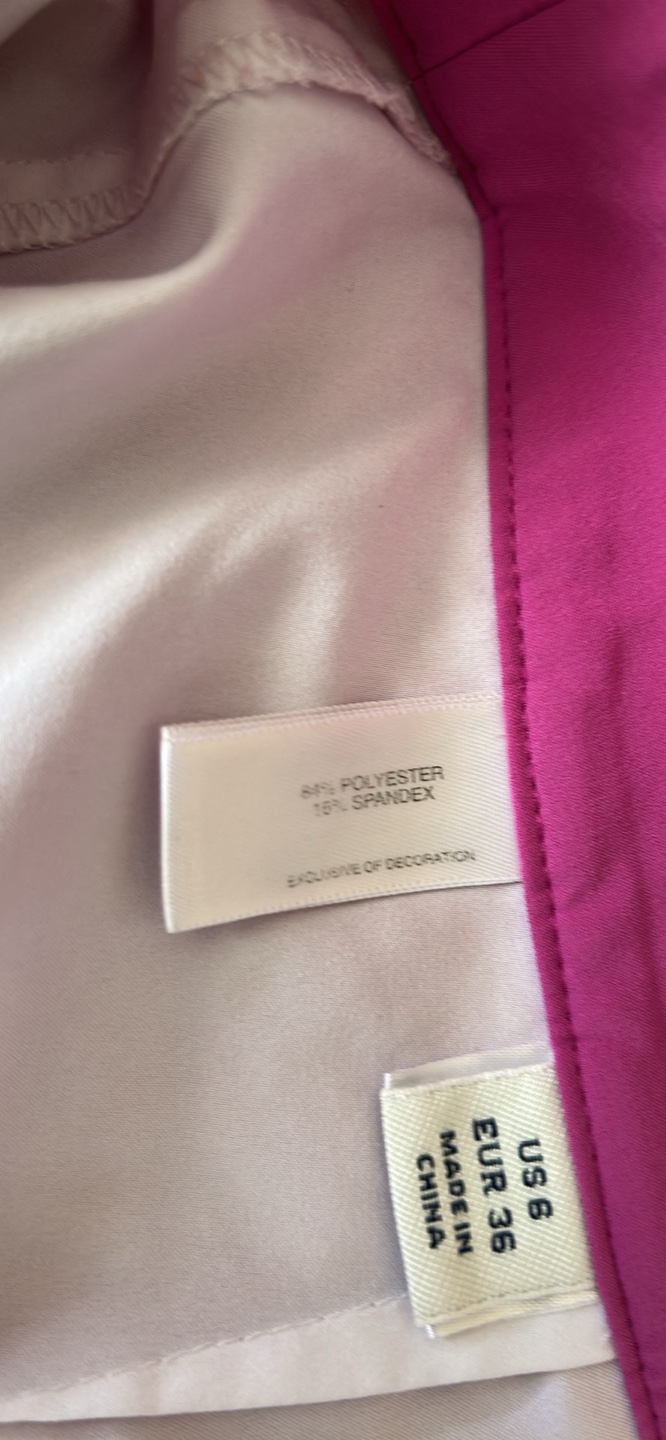 84% POLYESTER
16% SPANDEX
EXCLUSIVE OF DECORATION
US 6
EUR 36
MADE IN
CHINA